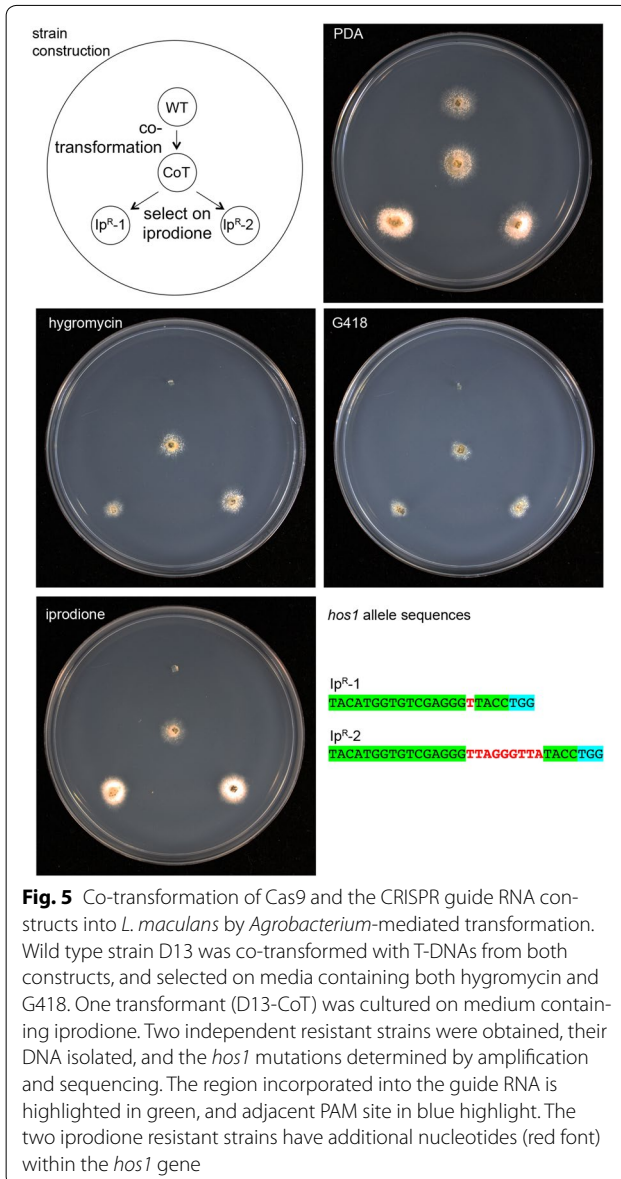 strain
construction
WT
co-
transformation
CoT
Ipᴿ-1
select on
iprodione
Ipᴿ-2
PDA
hygromycin
G418
iprodione
hos1 allele sequences
Ipᴿ-1
TACATGGTGTCGAGGGTTACCTGG
Ipᴿ-2
TACATGGTGTCGAGGGTTAGGGTTATACCTGG
Fig. 5 Co-transformation of Cas9 and the CRISPR guide RNA con-
structs into L. maculans by Agrobacterium-mediated transformation.
Wild type strain D13 was co-transformed with T-DNAs from both
constructs, and selected on media containing both hygromycin and
G418. One transformant (D13-CoT) was cultured on medium contain-
ing iprodione. Two independent resistant strains were obtained, their
DNA isolated, and the hos1 mutations determined by amplification
and sequencing. The region incorporated into the guide RNA is
highlighted in green, and adjacent PAM site in blue highlight. The
two iprodione resistant strains have additional nucleotides (red font)
within the hos1 gene